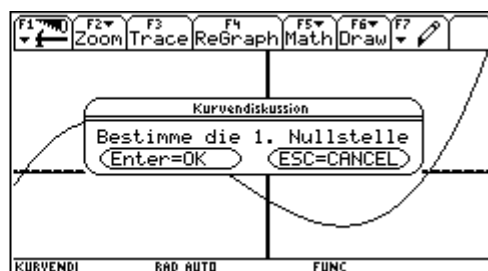 F1 F2 F3 F4 F5 F6 F7
Zoom Trace ReGraph Math Draw
Kurvendiskussion
Bestimme die 1. Nullstelle
Enter=OK ESC=CANCEL
KURVENDI RAD AUTO FUNC